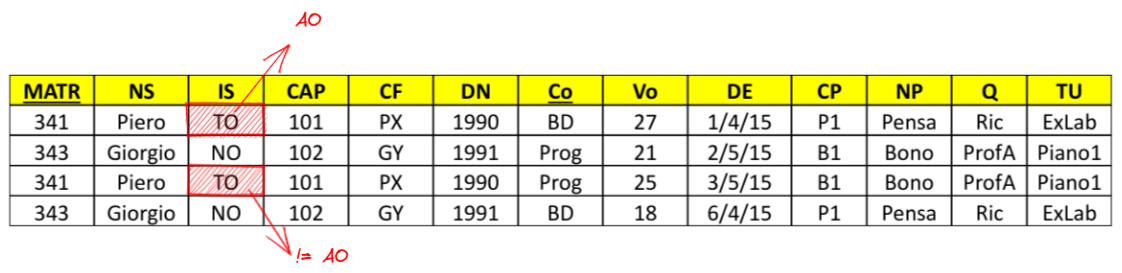 AO
MATR NS IS CAP CF DN Co Vo DE CP NP Q TU
341 Piero TO 101 PX 1990 BD 27 1/4/15 P1 Pensa Ric ExLab
343 Giorgio NO 102 GY 1991 Prog 21 2/5/15 B1 Bono ProfA Piano1
341 Piero TO 101 PX 1990 Prog 25 3/5/15 B1 Bono ProfA Piano1
343 Giorgio NO 102 GY 1991 BD 18 6/4/15 P1 Pensa Ric ExLab
!= AO